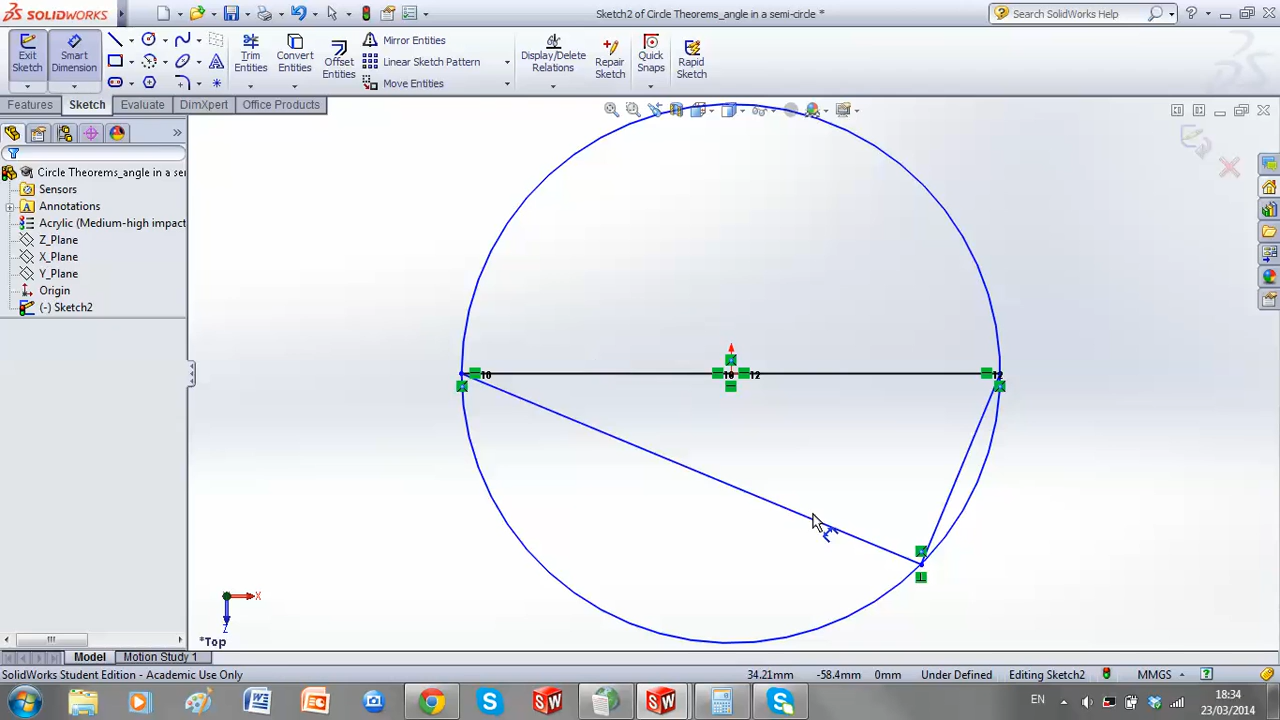 SOLIDWORKS
Sketch2 of Circle Theorems_angle in a semi-circle *
Search SolidWorks Help
Exit Sketch
Smart Dimension
Trim Entities
Convert Entities
Offset Entities
Mirror Entities
Linear Sketch Pattern
Move Entities
Display/Delete Relations
Repair Sketch
Quick Snaps
Rapid Sketch
Features
Sketch
Evaluate
DimXpert
Office Products
Circle Theorems_angle in a se
Sensors
Annotations
Acrylic (Medium-high impact
Z_Plane
X_Plane
Y_Plane
Origin
(-) Sketch2
10
12
12
X
Z
*Top
Model
Motion Study 1
SolidWorks Student Edition - Academic Use Only
34.21mm
-58.4mm
0mm
Under Defined
Editing Sketch2
MMGS
EN
18:34
23/03/2014